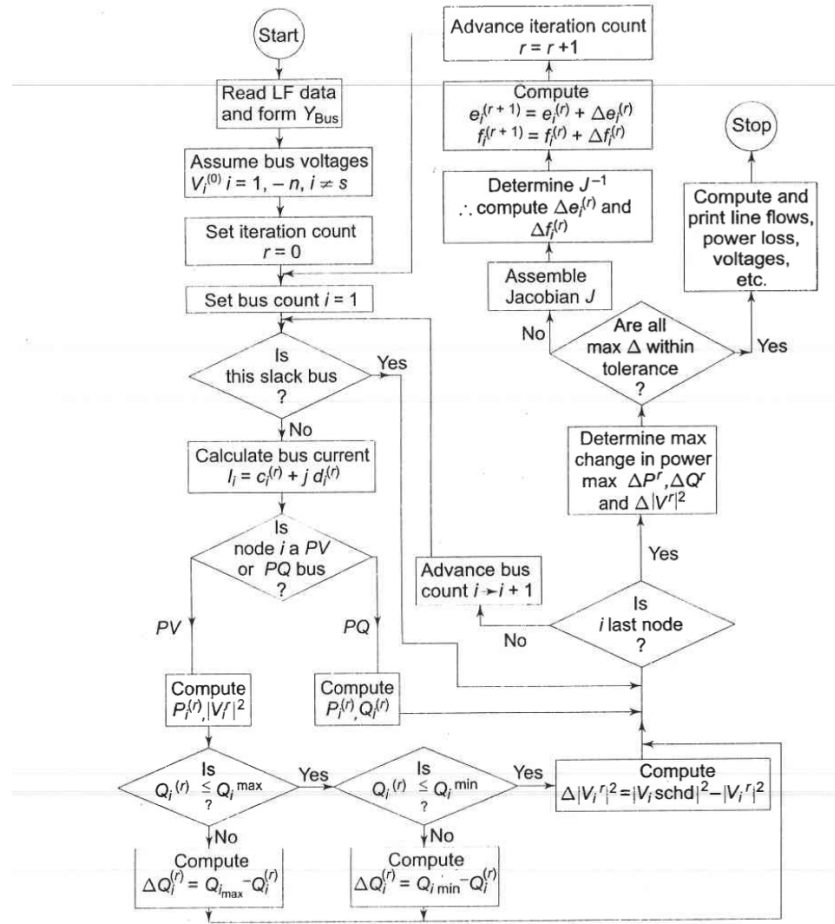 Start
Read LF data
and form Y_Bus
Assume bus voltages
V_i^(0) i = 1, – n, i ≠ s
Set iteration count
r = 0
Set bus count i = 1
Is
this slack bus
?
Yes
No
Calculate bus current
I_i = c_i^(r) + j d_i^(r)
Is
node i a PV
or PQ bus
?
PV
PQ
Compute
P_i^(r), |V_i^r|^2
Compute
P_i^(r), Q_i^(r)
Is
Q_i^(r) ≤ Q_i^max
?
Yes
No
Is
Q_i^(r) ≤ Q_i^min
?
Yes
No
Compute
Δ|V_i^r|^2 = |V_i schd|^2 – |V_i^r|^2
Compute
ΔQ_i^(r) = Q_i_max – Q_i^(r)
Compute
ΔQ_i^(r) = Q_i min – Q_i^(r)
Is
i last node
?
No
Yes
Advance bus
count i → i + 1
Determine max
change in power
max ΔP^r, ΔQ^r
and Δ|V^r|^2
Are all
max Δ within
tolerance
?
No
Yes
Assemble
Jacobian J
Determine J^–1
∴ compute Δe_i^(r) and
Δf_i^(r)
Compute
e_i^(r + 1) = e_i^(r) + Δe_i^(r)
f_i^(r + 1) = f_i^(r) + Δf_i^(r)
Advance iteration count
r = r +1
Compute and
print line flows,
power loss,
voltages,
etc.
Stop